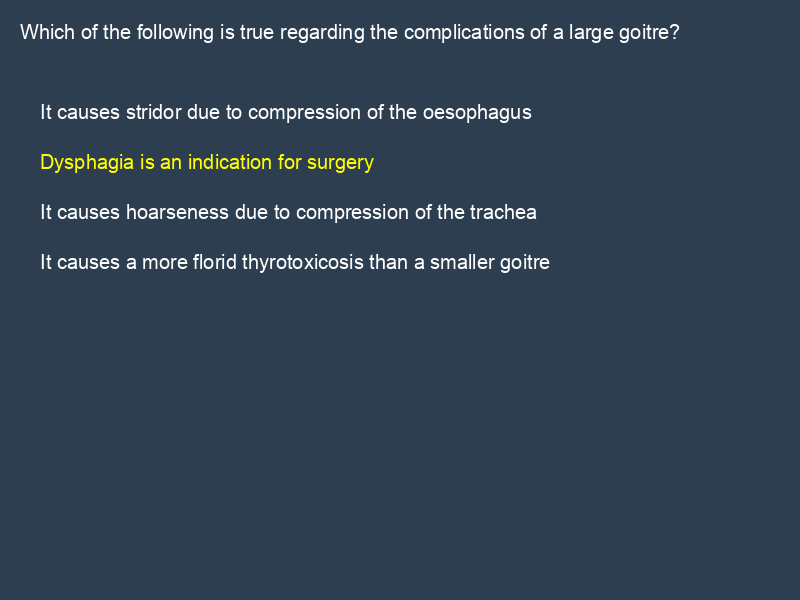 Which of the following is true regarding the complications of a large goitre?
It causes stridor due to compression of the oesophagus
Dysphagia is an indication for surgery
It causes hoarseness due to compression of the trachea
It causes a more florid thyrotoxicosis than a smaller goitre